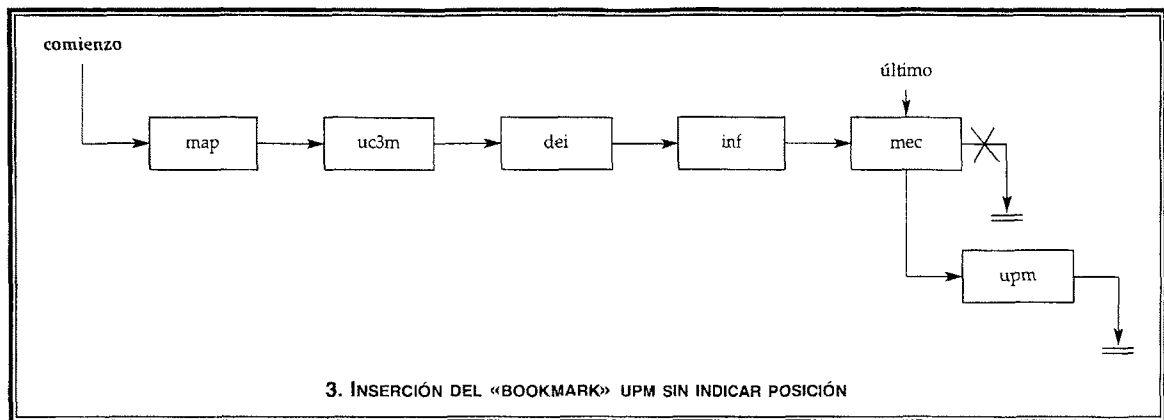 comienzo
último
map
uc3m
dei
inf
mec
upm
3. INSERCIÓN DEL «BOOKMARK» UPM SIN INDICAR POSICIÓN